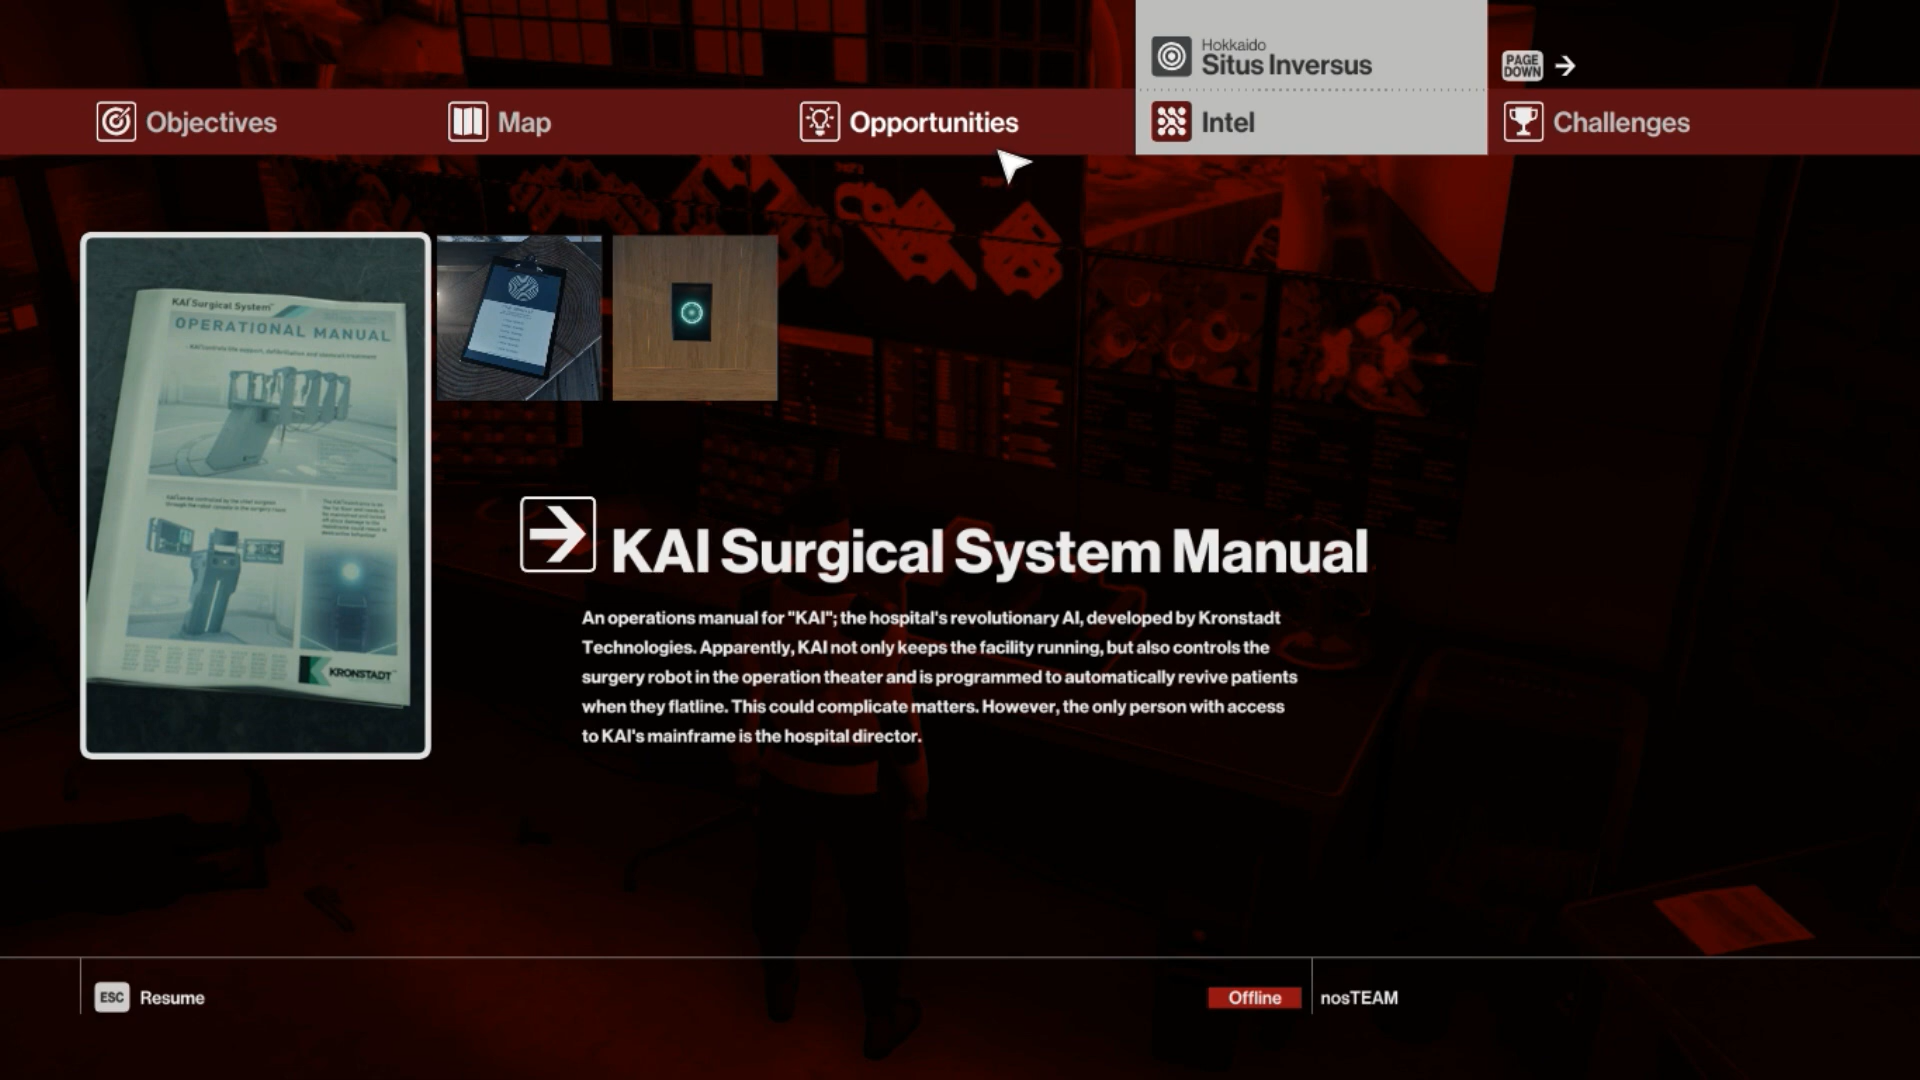 Hokkaido
Situs Inversus
PAGE DOWN
Objectives
Map
Opportunities
Intel
Challenges
KAI Surgical System™
OPERATIONAL MANUAL
KRONSTADT
KAI Surgical System Manual
An operations manual for "KAI"; the hospital's revolutionary AI, developed by Kronstadt
Technologies. Apparently, KAI not only keeps the facility running, but also controls the
surgery robot in the operation theater and is programmed to automatically revive patients
when they flatline. This could complicate matters. However, the only person with access
to KAI's mainframe is the hospital director.
ESC Resume
Offline
nosTEAM